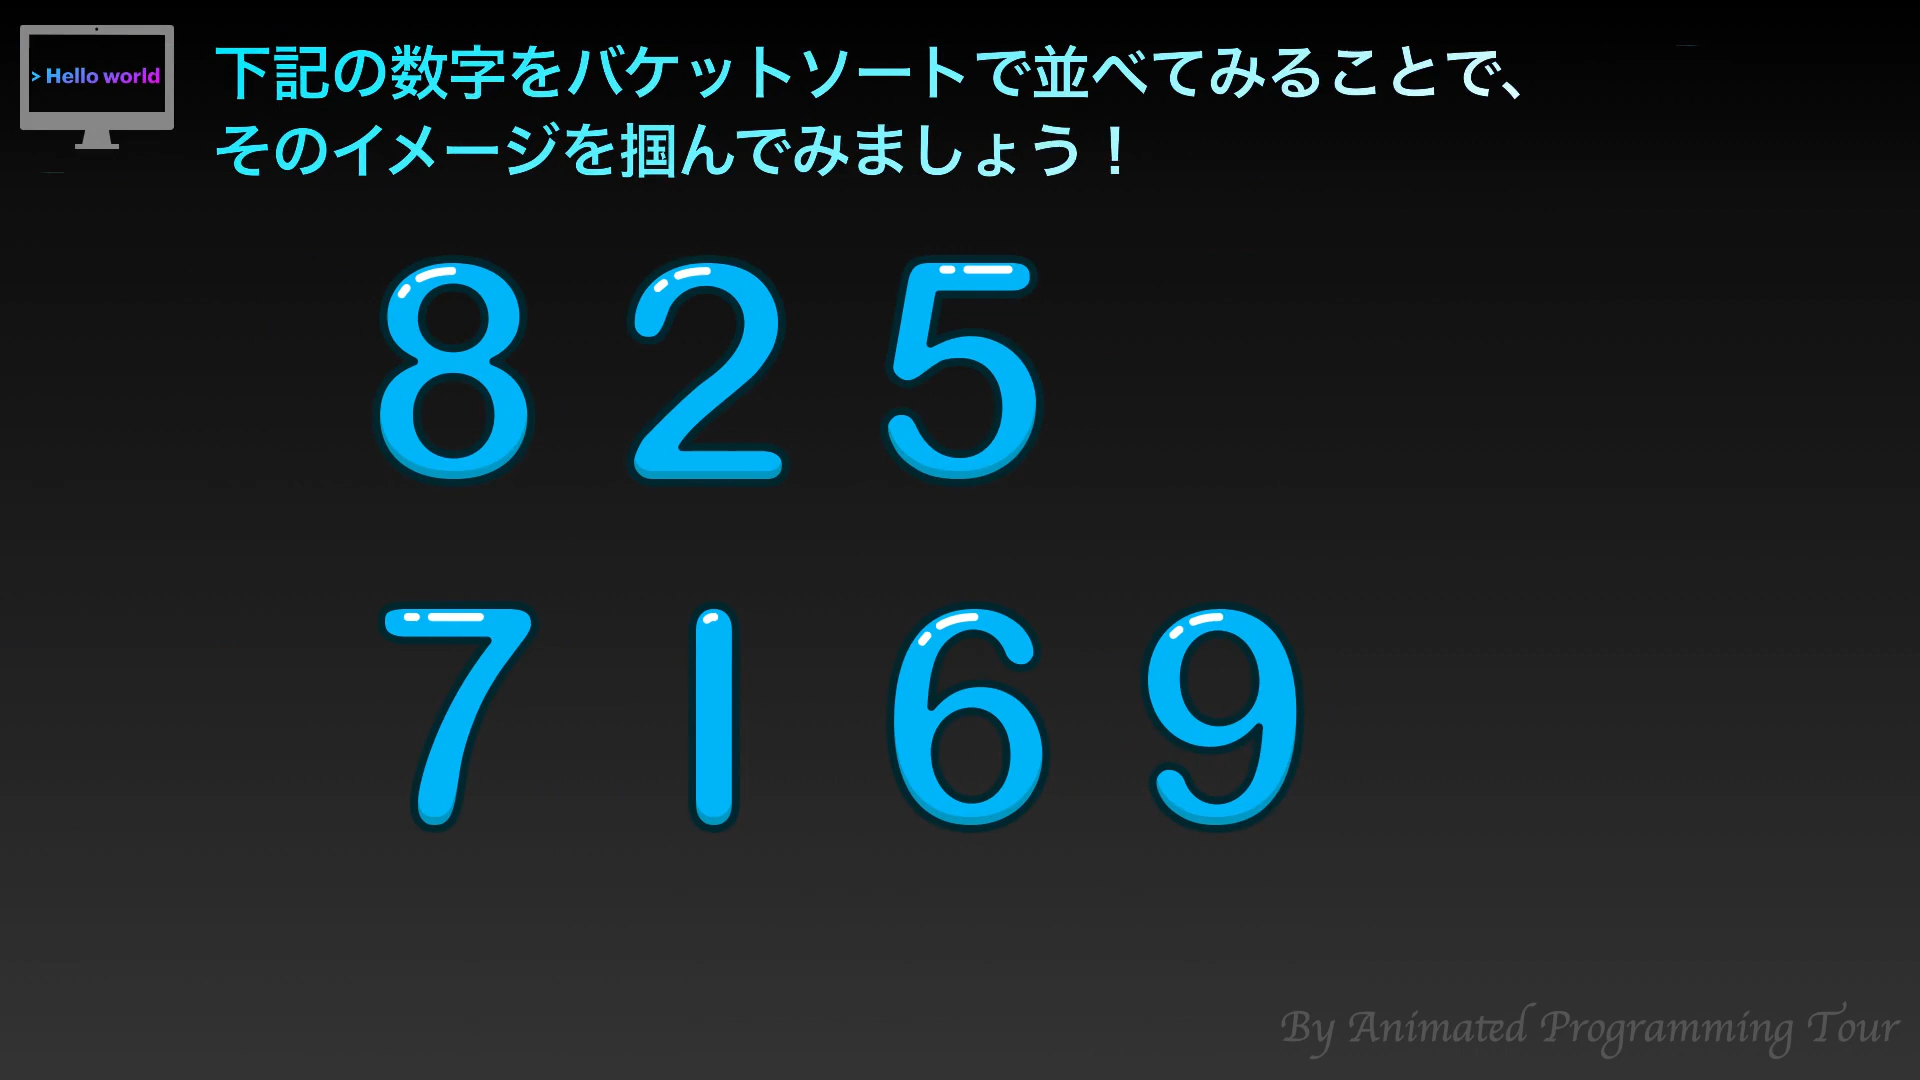 > Hello world
下記の数字をバケットソートで並べてみることで、
そのイメージを掴んでみましょう！
8 2 5
7 1 6 9
By Animated Programming Tour